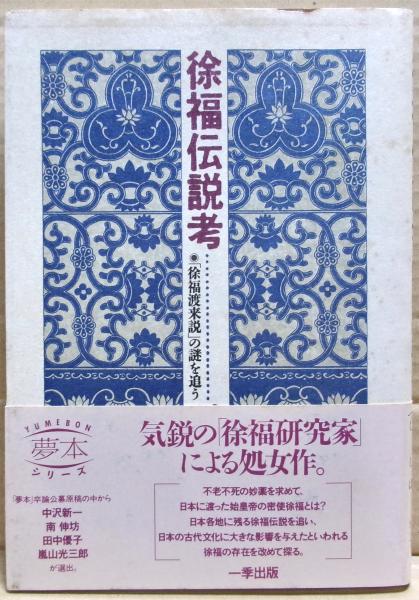 徐福伝説考
◉「徐福渡来説」の謎を追う
YUMEBON
夢本
シリーズ
「夢本」卒論公募原稿の中から
中沢新一
南 伸坊
田中優子
嵐山光三郎
が選出。
気鋭の「徐福研究家」
による処女作。
不老不死の妙薬を求めて、
日本に渡った始皇帝の密使徐福とは?
日本各地に残る徐福伝説を追い、
日本の古代文化に大きな影響を与えたといわれる
徐福の存在を改めて探る。
一季出版